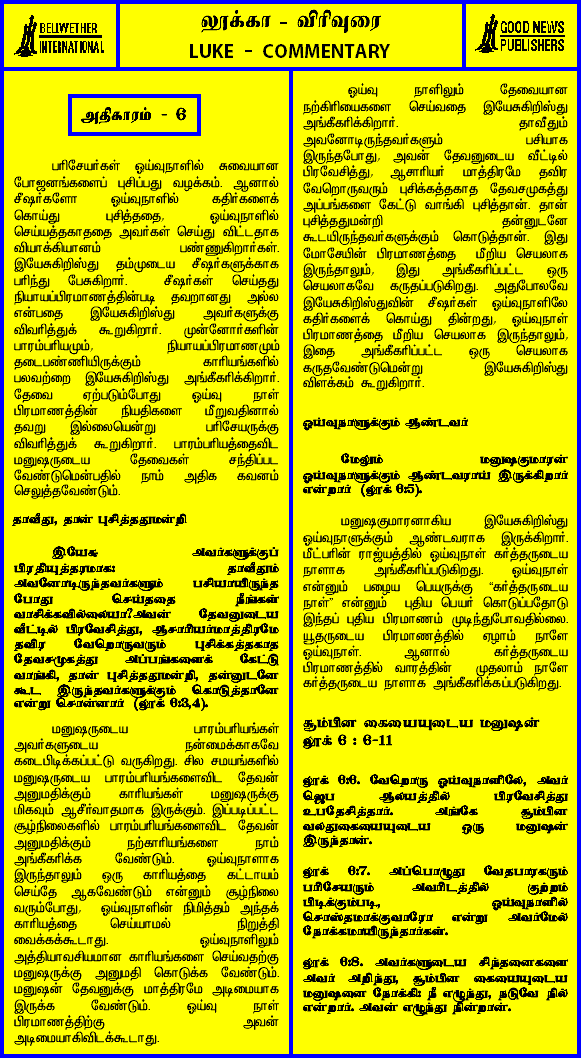 BELWETHER
INTERNATIONAL
லூக்கா - விரிவுரை
LUKE - COMMENTARY
GOOD NEWS
PUBLISHERS
அதிகாரம் - 6
பரிசேயர்கள் ஓய்வுநாளில் சுவையான
போஜனங்களைப் புசிப்பது வழக்கம். ஆனால்
சீஷர்களோ ஓய்வுநாளில் கதிர்களைக்
கொய்து புசித்ததை, ஓய்வுநாளில்
செய்யத்தகாததை அவர்கள் செய்து விட்டதாக
வியாக்கியானம் பண்ணுகிறார்கள்.
இயேசுகிறிஸ்து தம்முடைய சீஷர்களுக்காக
பரிந்து பேசுகிறார். சீஷர்கள் செய்தது
நியாயப்பிரமாணத்தின்படி தவறானது அல்ல
என்பதை இயேசுகிறிஸ்து அவர்களுக்கு
விவரித்துக் கூறுகிறார். முன்னோர்களின்
பாரம்பரியமும், நியாயப்பிரமாணமும்
தடைபண்ணியிருக்கும் காரியங்களில்
பலவற்றை இயேசுகிறிஸ்து அங்கீகரிக்கிறார்.
தேவை ஏற்படும்போது ஓய்வு நாள்
பிரமாணத்தின் நியதிகளை மீறுவதினால்
தவறு இல்லையென்று பரிசேயருக்கு
விவரித்துக் கூறுகிறார். பாரம்பரியத்தைவிட
மனுஷருடைய தேவைகள் சந்திப்பட
வேண்டுமென்பதில் நாம் அதிக கவனம்
செலுத்தவேண்டும்.
தாவீது, தான் புசித்ததுமன்றி
இயேசு அவர்களுக்குப்
பிரதியுத்தரமாக: தாவீதும்
அவனோடிருந்தவர்களும் பசியாயிருந்த
போது செய்ததை நீங்கள்
வாசிக்கவில்லையா?அவன் தேவனுடைய
வீட்டில் பிரவேசித்து, ஆசாரியர்மாத்திரமே
தவிர வேறொருவரும் புசிக்கத்தகாத
தேவசமுகத்து அப்பங்களைக் கேட்டு
வாங்கி, தான் புசித்ததுமன்றி, தன்னுடனே
கூட இருந்தவர்களுக்கும் கொடுத்தானே
என்று சொன்னார் (லூக் 6:3,4).
மனுஷருடைய பாரம்பரியங்கள்
அவர்களுடைய நன்மைக்காகவே
கடைபிடிக்கப்பட்டு வருகிறது. சில சமயங்களில்
மனுஷருடைய பாரம்பரியங்களைவிட தேவன்
அனுமதிக்கும் காரியங்கள் மனுஷருக்கு
மிகவும் ஆசீர்வாதமாக இருக்கும். இப்படிப்பட்ட
சூழ்நிலைகளில் பாரம்பரியங்களைவிட தேவன்
அனுமதிக்கும் நற்காரியங்களை நாம்
அங்கீகரிக்க வேண்டும். ஓய்வுநாளாக
இருந்தாலும் ஒரு காரியத்தை கட்டாயம்
செய்தே ஆகவேண்டும் என்னும் சூழ்நிலை
வரும்போது, ஓய்வுநாளின் நிமித்தம் அந்தக்
காரியத்தை செய்யாமல் நிறுத்தி
வைக்கக்கூடாது. ஓய்வுநாளிலும்
அத்தியாவசியமான காரியங்களை செய்வதற்கு
மனுஷருக்கு அனுமதி கொடுக்க வேண்டும்.
மனுஷன் தேவனுக்கு மாத்திரமே அடிமையாக
இருக்க வேண்டும். ஓய்வு நாள்
பிரமாணத்திற்கு அவன்
அடிமையாகிவிடக்கூடாது.
ஓய்வு நாளிலும் தேவையான
நற்கிரியைகளை செய்வதை இயேசுகிறிஸ்து
அங்கீகரிக்கிறார். தாவீதும்
அவனோடிருந்தவர்களும் பசியாக
இருந்தபோது, அவன் தேவனுடைய வீட்டில்
பிரவேசித்து, ஆசாரியர் மாத்திரமே தவிர
வேறொருவரும் புசிக்கத்தகாத தேவசமுகத்து
அப்பங்களை கேட்டு வாங்கி புசித்தான். தான்
புசித்ததுமன்றி தன்னுடனே
கூடயிருந்தவர்களுக்கும் கொடுத்தான். இது
மோசேயின் பிரமாணத்தை மீறிய செயலாக
இருந்தாலும், இது அங்கீகரிப்பட்ட ஒரு
செயலாகவே கருதப்படுகிறது. அதுபோலவே
இயேசுகிறிஸ்துவின் சீஷர்கள் ஓய்வுநாளிலே
கதிர்களைக் கொய்து தின்றது, ஓய்வுநாள்
பிரமாணத்தை மீறிய செயலாக இருந்தாலும்,
இதை அங்கீகரிப்பட்ட ஒரு செயலாக
கருதவேண்டுமென்று இயேசுகிறிஸ்து
விளக்கம் கூறுகிறார்.
ஓய்வுநாளுக்கும் ஆண்டவர்
மேலும் மனுஷகுமாரன்
ஓய்வுநாளுக்கும் ஆண்டவராய் இருக்கிறார்
என்றார் (லூக் 6:5).
மனுஷகுமாரனாகிய இயேசுகிறிஸ்து
ஓய்வுநாளுக்கும் ஆண்டவராக இருக்கிறார்.
மீட்பரின் ராஜ்யத்தில் ஓய்வுநாள் கர்த்தருடைய
நாளாக அங்கீகரிப்படுகிறது. ஓய்வுநாள்
என்னும் பழைய பெயருக்கு “கர்த்தருடைய
நாள்” என்னும் புதிய பெயர் கொடுப்பதோடு
இந்தப் புதிய பிரமாணம் முடிந்துபோவதில்லை.
யூதருடைய பிரமாணத்தில் ஏழாம் நாளே
ஓய்வுநாள். ஆனால் கர்த்தருடைய
பிரமாணத்தில் வாரத்தின் முதலாம் நாளே
கர்த்தருடைய நாளாக அங்கீகரிக்கப்படுகிறது.
சூம்பின கையையுடைய மனுஷன்
லூக் 6 : 6-11
லூக் 6:6. வேறொரு ஓய்வுநாளிலே, அவர்
ஜெப ஆலயத்தில் பிரவேசித்து
உபதேசித்தார். அங்கே சூம்பின
வலதுகையையுடைய ஒரு மனுஷன்
இருந்தான்.
லூக் 6:7. அப்பொழுது வேதபாரகரும்
பரிசேயரும் அவரிடத்தில் குற்றம்
பிடிக்கும்படி, ஓய்வுநாளில்
சொஸ்தமாக்குவாரோ என்று அவர்மேல்
நோக்கமாயிருந்தார்கள்.
லூக் 6:8. அவர்களுடைய சிந்தனைகளை
அவர் அறிந்து, சூம்பின கையையுடைய
மனுஷனை நோக்கி: நீ எழுந்து, நடுவே நில்
என்றார். அவன் எழுந்து நின்றான்.